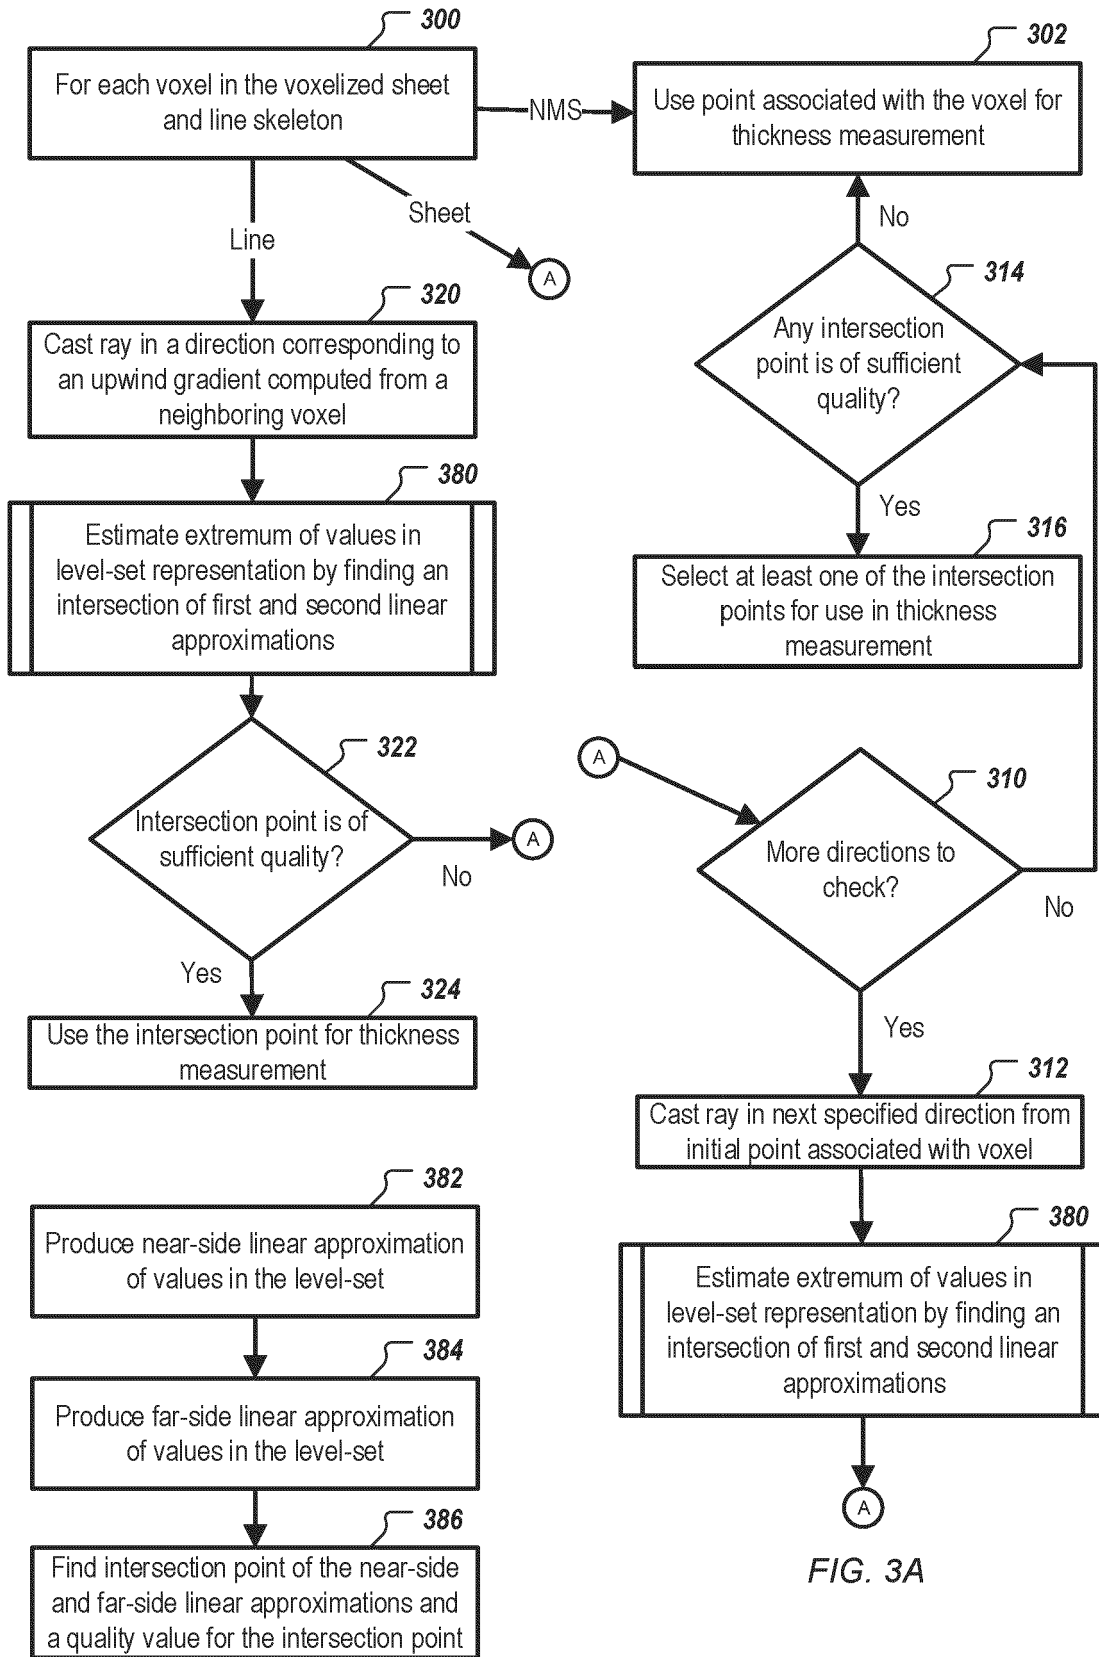 300
For each voxel in the voxelized sheet
and line skeleton
NMS
302
Use point associated with the voxel for
thickness measurement
Sheet
A
Line
No
314
Any intersection
point is of sufficient
quality?
Yes
316
Select at least one of the intersection
points for use in thickness
measurement
320
Cast ray in a direction corresponding to
an upwind gradient computed from a
neighboring voxel
380
Estimate extremum of values in
level-set representation by finding an
intersection of first and second linear
approximations
322
Intersection point is of
sufficient quality?
No
A
Yes
324
Use the intersection point for thickness
measurement
A
310
More directions to
check?
No
Yes
312
Cast ray in next specified direction from
initial point associated with voxel
380
Estimate extremum of values in
level-set representation by finding an
intersection of first and second linear
approximations
A
382
Produce near-side linear approximation
of values in the level-set
384
Produce far-side linear approximation
of values in the level-set
386
Find intersection point of the near-side
and far-side linear approximations and
a quality value for the intersection point
FIG. 3A